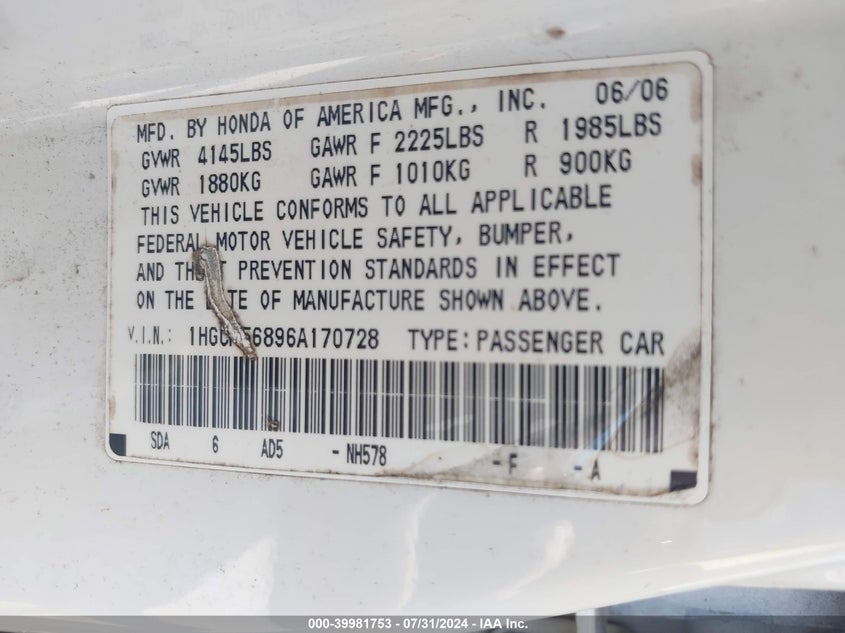 MFD. BY HONDA OF AMERICA MFG., INC. 06/06
GVWR 4145LBS GAWR F 2225LBS R 1985LBS
GVWR 1880KG GAWR F 1010KG R 900KG
THIS VEHICLE CONFORMS TO ALL APPLICABLE
FEDERAL MOTOR VEHICLE SAFETY, BUMPER,
AND PREVENTION STANDARDS IN EFFECT
ON THE OF MANUFACTURE SHOWN ABOVE.
V.I.N.: TYPE: PASSENGER CAR
SDA 6 AD5 -NH578 -F -A
000-39981753 - 07/31/2024 - IAA Inc.